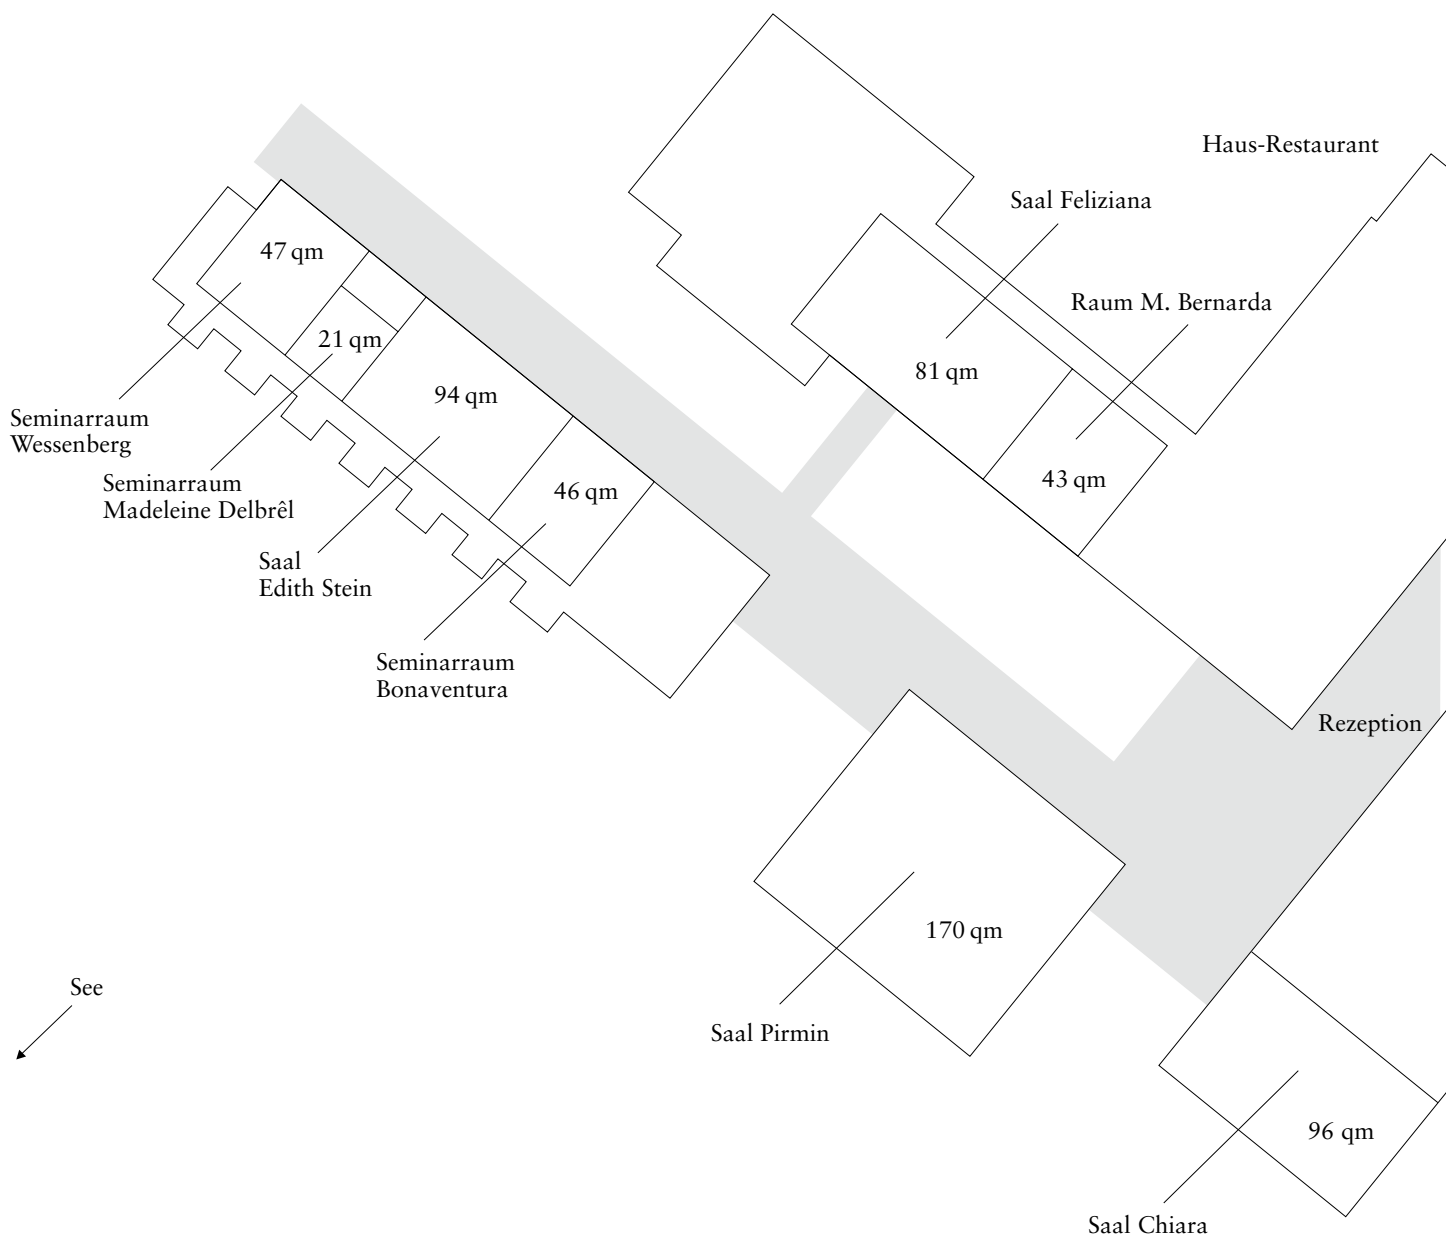 Haus-Restaurant
Saal Feliziana
47 qm
Raum M. Bernarda
21 qm
81 qm
94 qm
Seminarraum
Wessenberg
43 qm
Seminarraum
Madeleine Delbrêl
46 qm
Saal
Edith Stein
Seminarraum
Bonaventura
Rezeption
170 qm
See
Saal Pirmin
96 qm
Saal Chiara